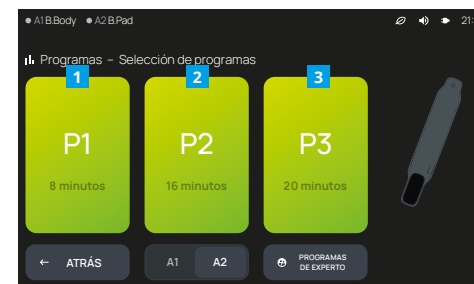 A1 B.Body A2 B.Pad 21:
Programas – Selección de programas
1 2 3
P1 P2 P3
8 minutos 16 minutos 20 minutos
← ATRÁS A1 A2 PROGRAMAS
DE EXPERTO